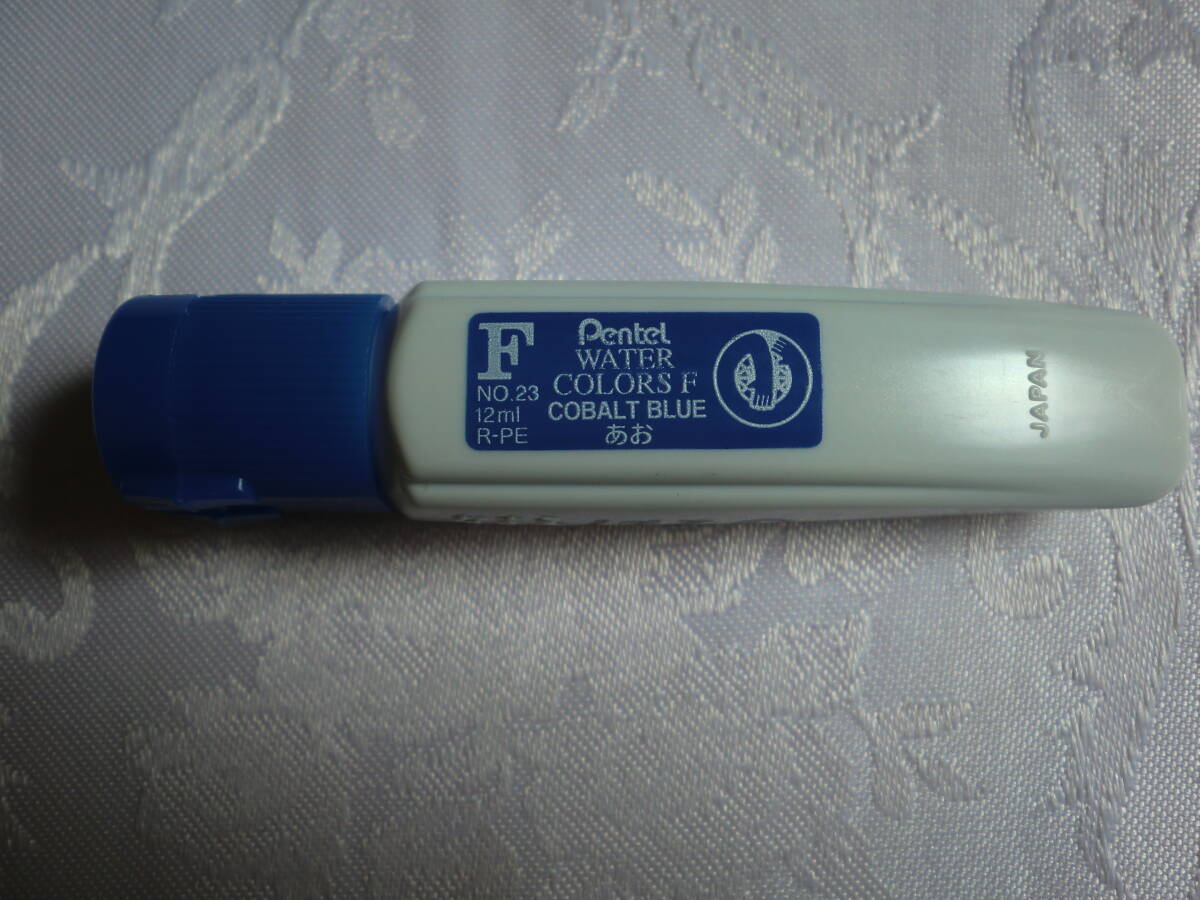 F
NO.23
12ml
R-PE
Pentel
WATER
COLORS F
COBALT BLUE
あお
JAPAN